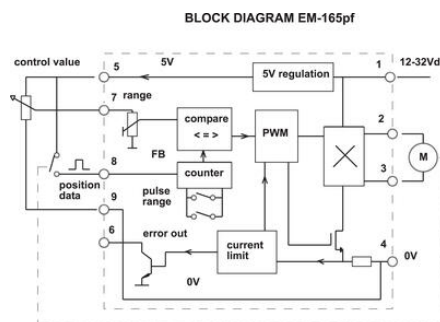 BLOCK DIAGRAM EM-165pf
control value
5
5V
5V regulation
1
12-32Vd
7
range
compare
< = >
PWM
2
M
3
8
FB
counter
position
data
pulse
range
9
6
error out
current
limit
4
0V
0V